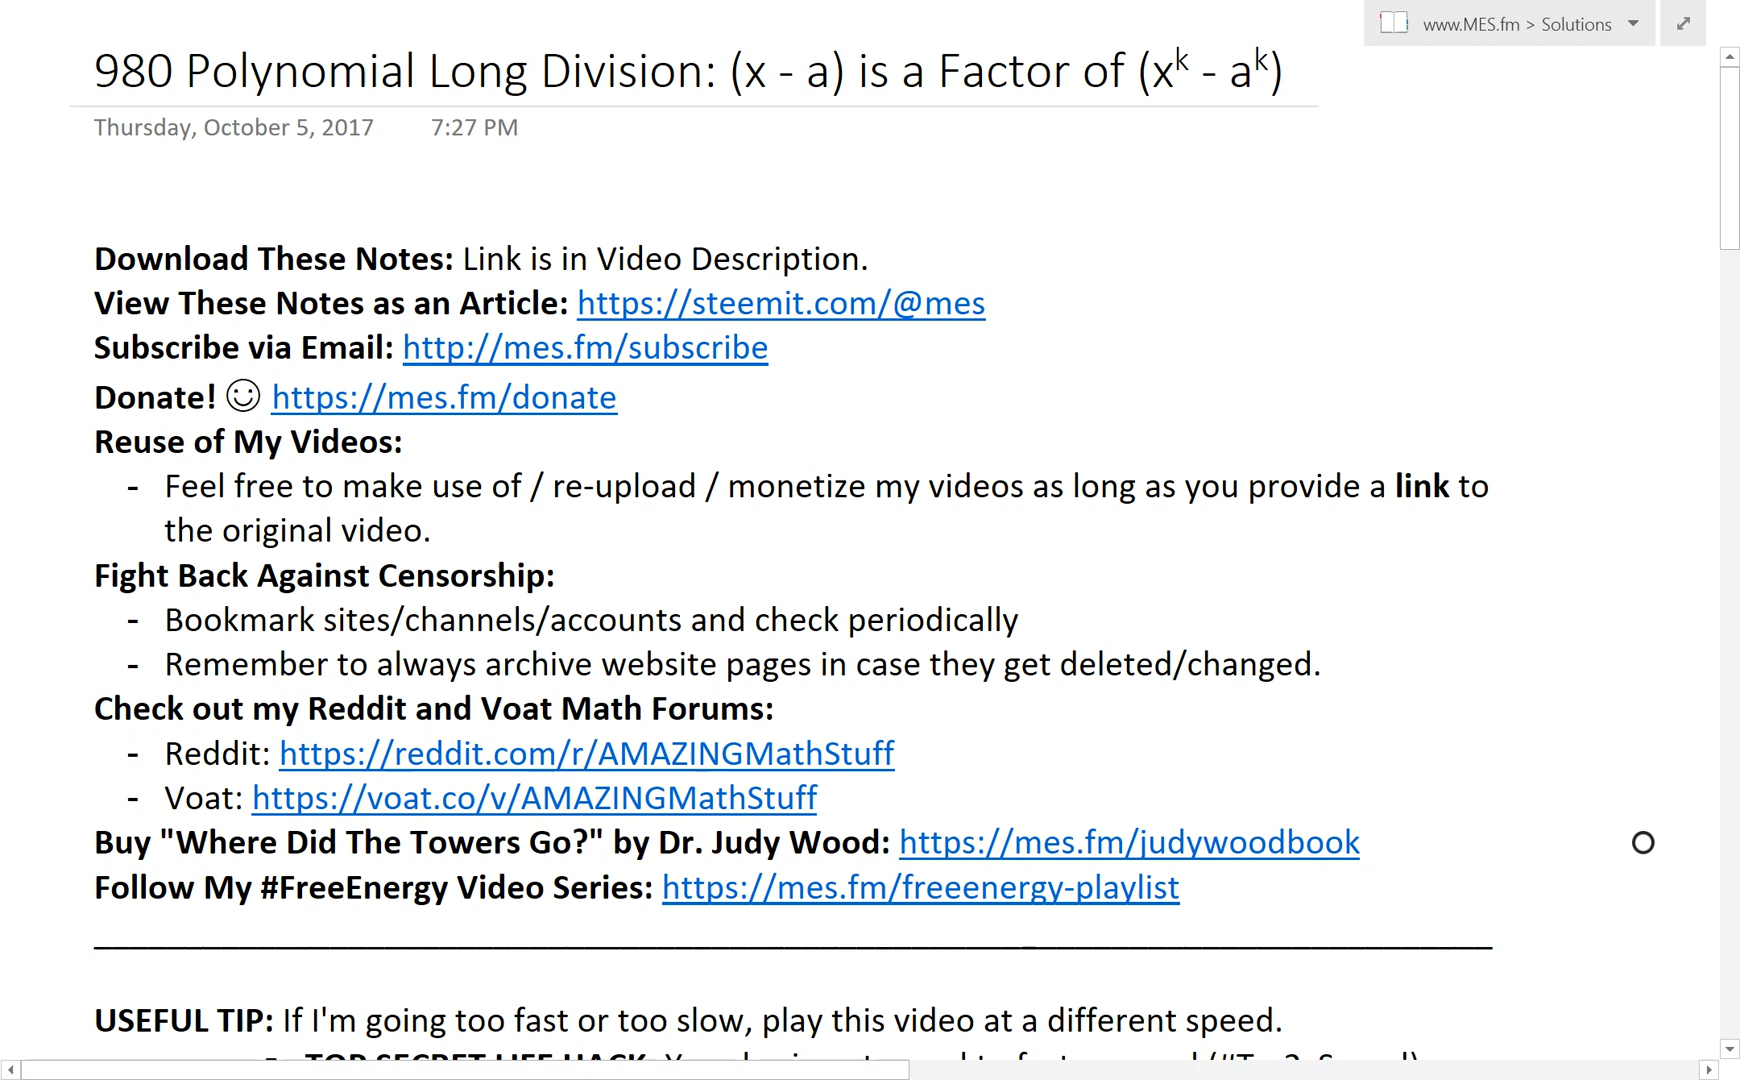 www.MES.fm > Solutions
980 Polynomial Long Division: (x - a) is a Factor of (xᵏ - aᵏ)
Thursday, October 5, 2017 7:27 PM
Download These Notes: Link is in Video Description.
View These Notes as an Article: https://steemit.com/@mes
Subscribe via Email: http://mes.fm/subscribe
Donate! ☺ https://mes.fm/donate
Reuse of My Videos:
- Feel free to make use of / re-upload / monetize my videos as long as you provide a link to
the original video.
Fight Back Against Censorship:
- Bookmark sites/channels/accounts and check periodically
- Remember to always archive website pages in case they get deleted/changed.
Check out my Reddit and Voat Math Forums:
- Reddit: https://reddit.com/r/AMAZINGMathStuff
- Voat: https://voat.co/v/AMAZINGMathStuff
Buy "Where Did The Towers Go?" by Dr. Judy Wood: https://mes.fm/judywoodbook
Follow My #FreeEnergy Video Series: https://mes.fm/freeenergy-playlist
USEFUL TIP: If I'm going too fast or too slow, play this video at a different speed.
TOP SECRET LIFE HACK: